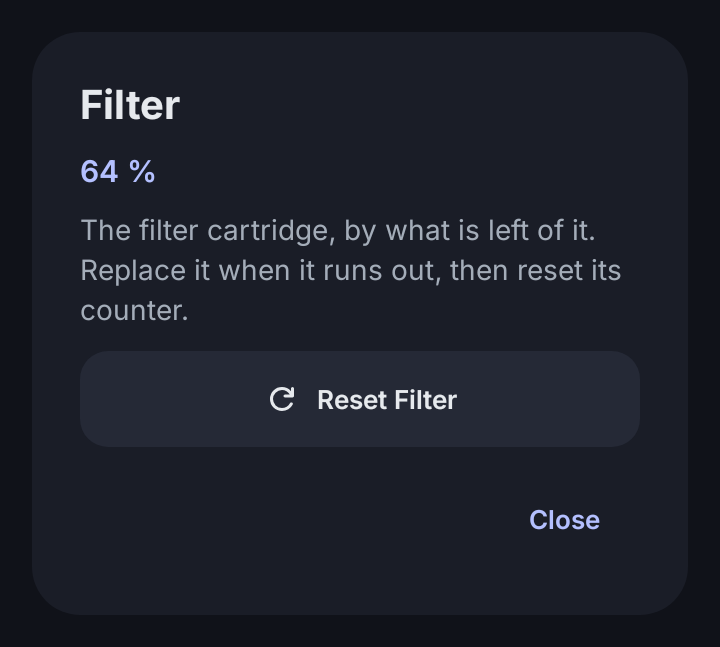 Filter
64 %
The filter cartridge, by what is left of it.
Replace it when it runs out, then reset its
counter.
Reset Filter
Close